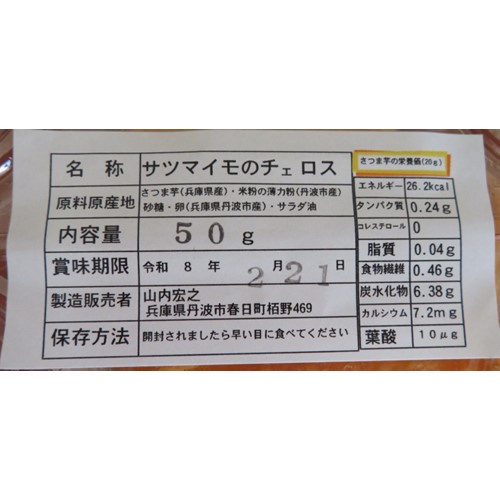 名 称 サツマイモのチェ ロス
原料原産地 さつま芋(兵庫県産)・米粉の薄力粉(丹波市産)
砂糖・卵(兵庫県丹波市産)・サラダ油
内容量 50 g
賞味期限 令和 8 年 2 月 21 日
製造販売者 山内宏之
兵庫県丹波市春日町栢野469
保存方法 開封されましたら早い目に食べてください
さつま芋の栄養価(20g)
エネルギー 26.2kcal
タンパク質 0.24g
コレステロール 0
脂質 0.04g
食物繊維 0.46g
炭水化物 6.38g
カルシウム 7.2mg
葉酸 10μg